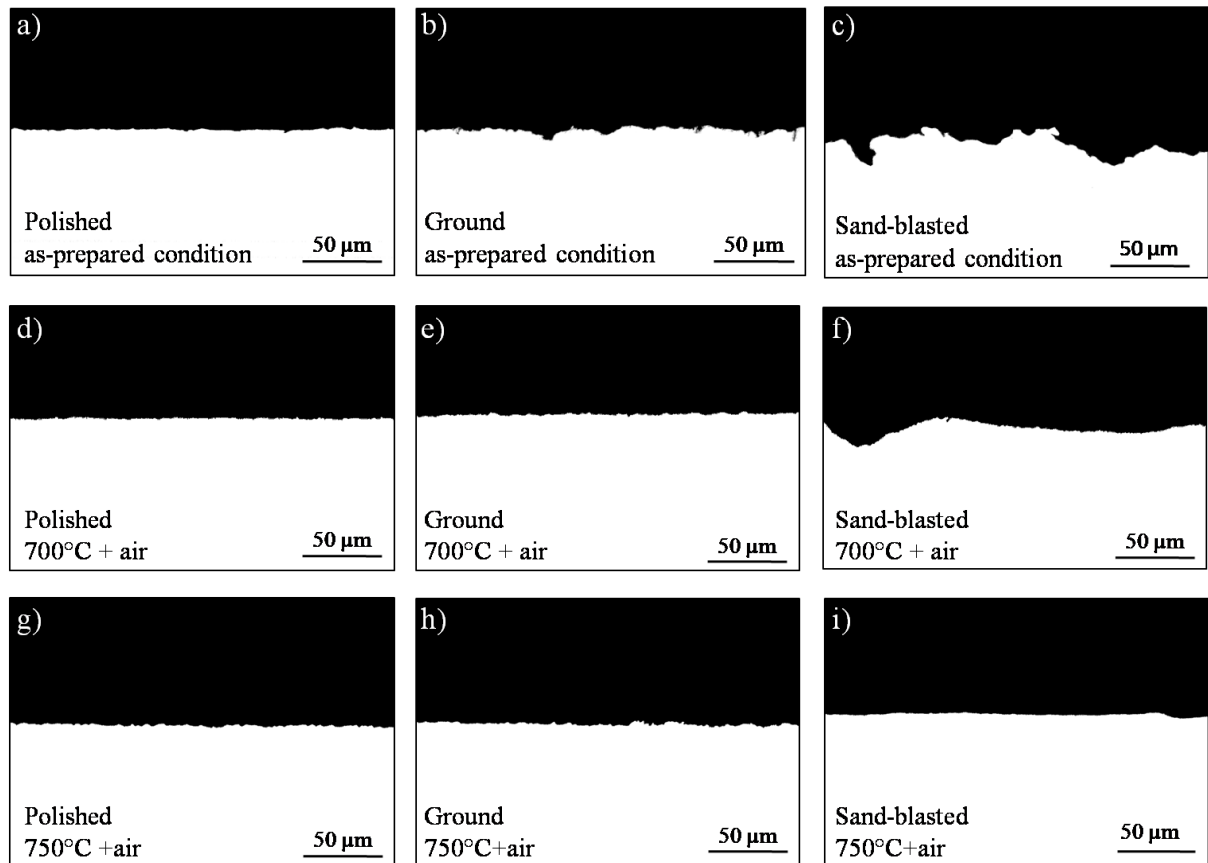 a)
Polished
as-prepared condition
50 µm
b)
Ground
as-prepared condition
50 µm
c)
Sand-blasted
as-prepared condition
50 µm
d)
Polished
700°C + air
50 µm
e)
Ground
700°C + air
50 µm
f)
Sand-blasted
700°C + air
50 µm
g)
Polished
750°C +air
50 µm
h)
Ground
750°C+air
50 µm
i)
Sand-blasted
750°C+air
50 µm